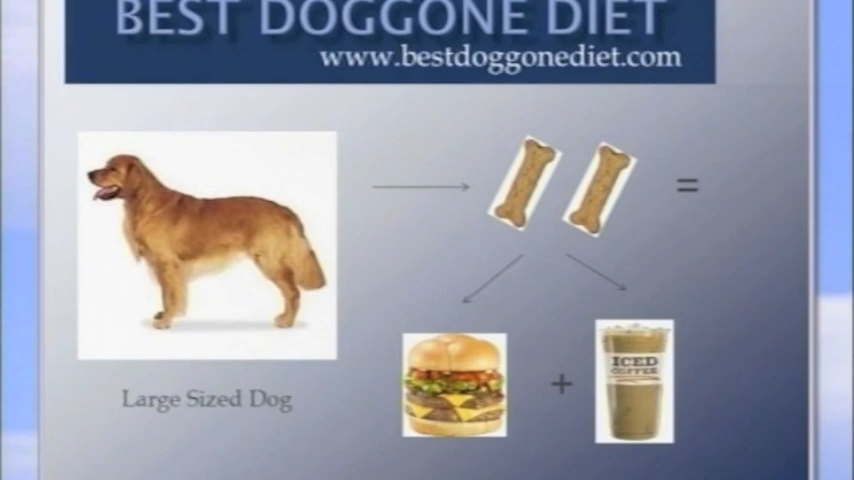 BEST DOGGONE DIET
www.bestdoggonediet.com
=
+
ICED
COFFEE
Large Sized Dog